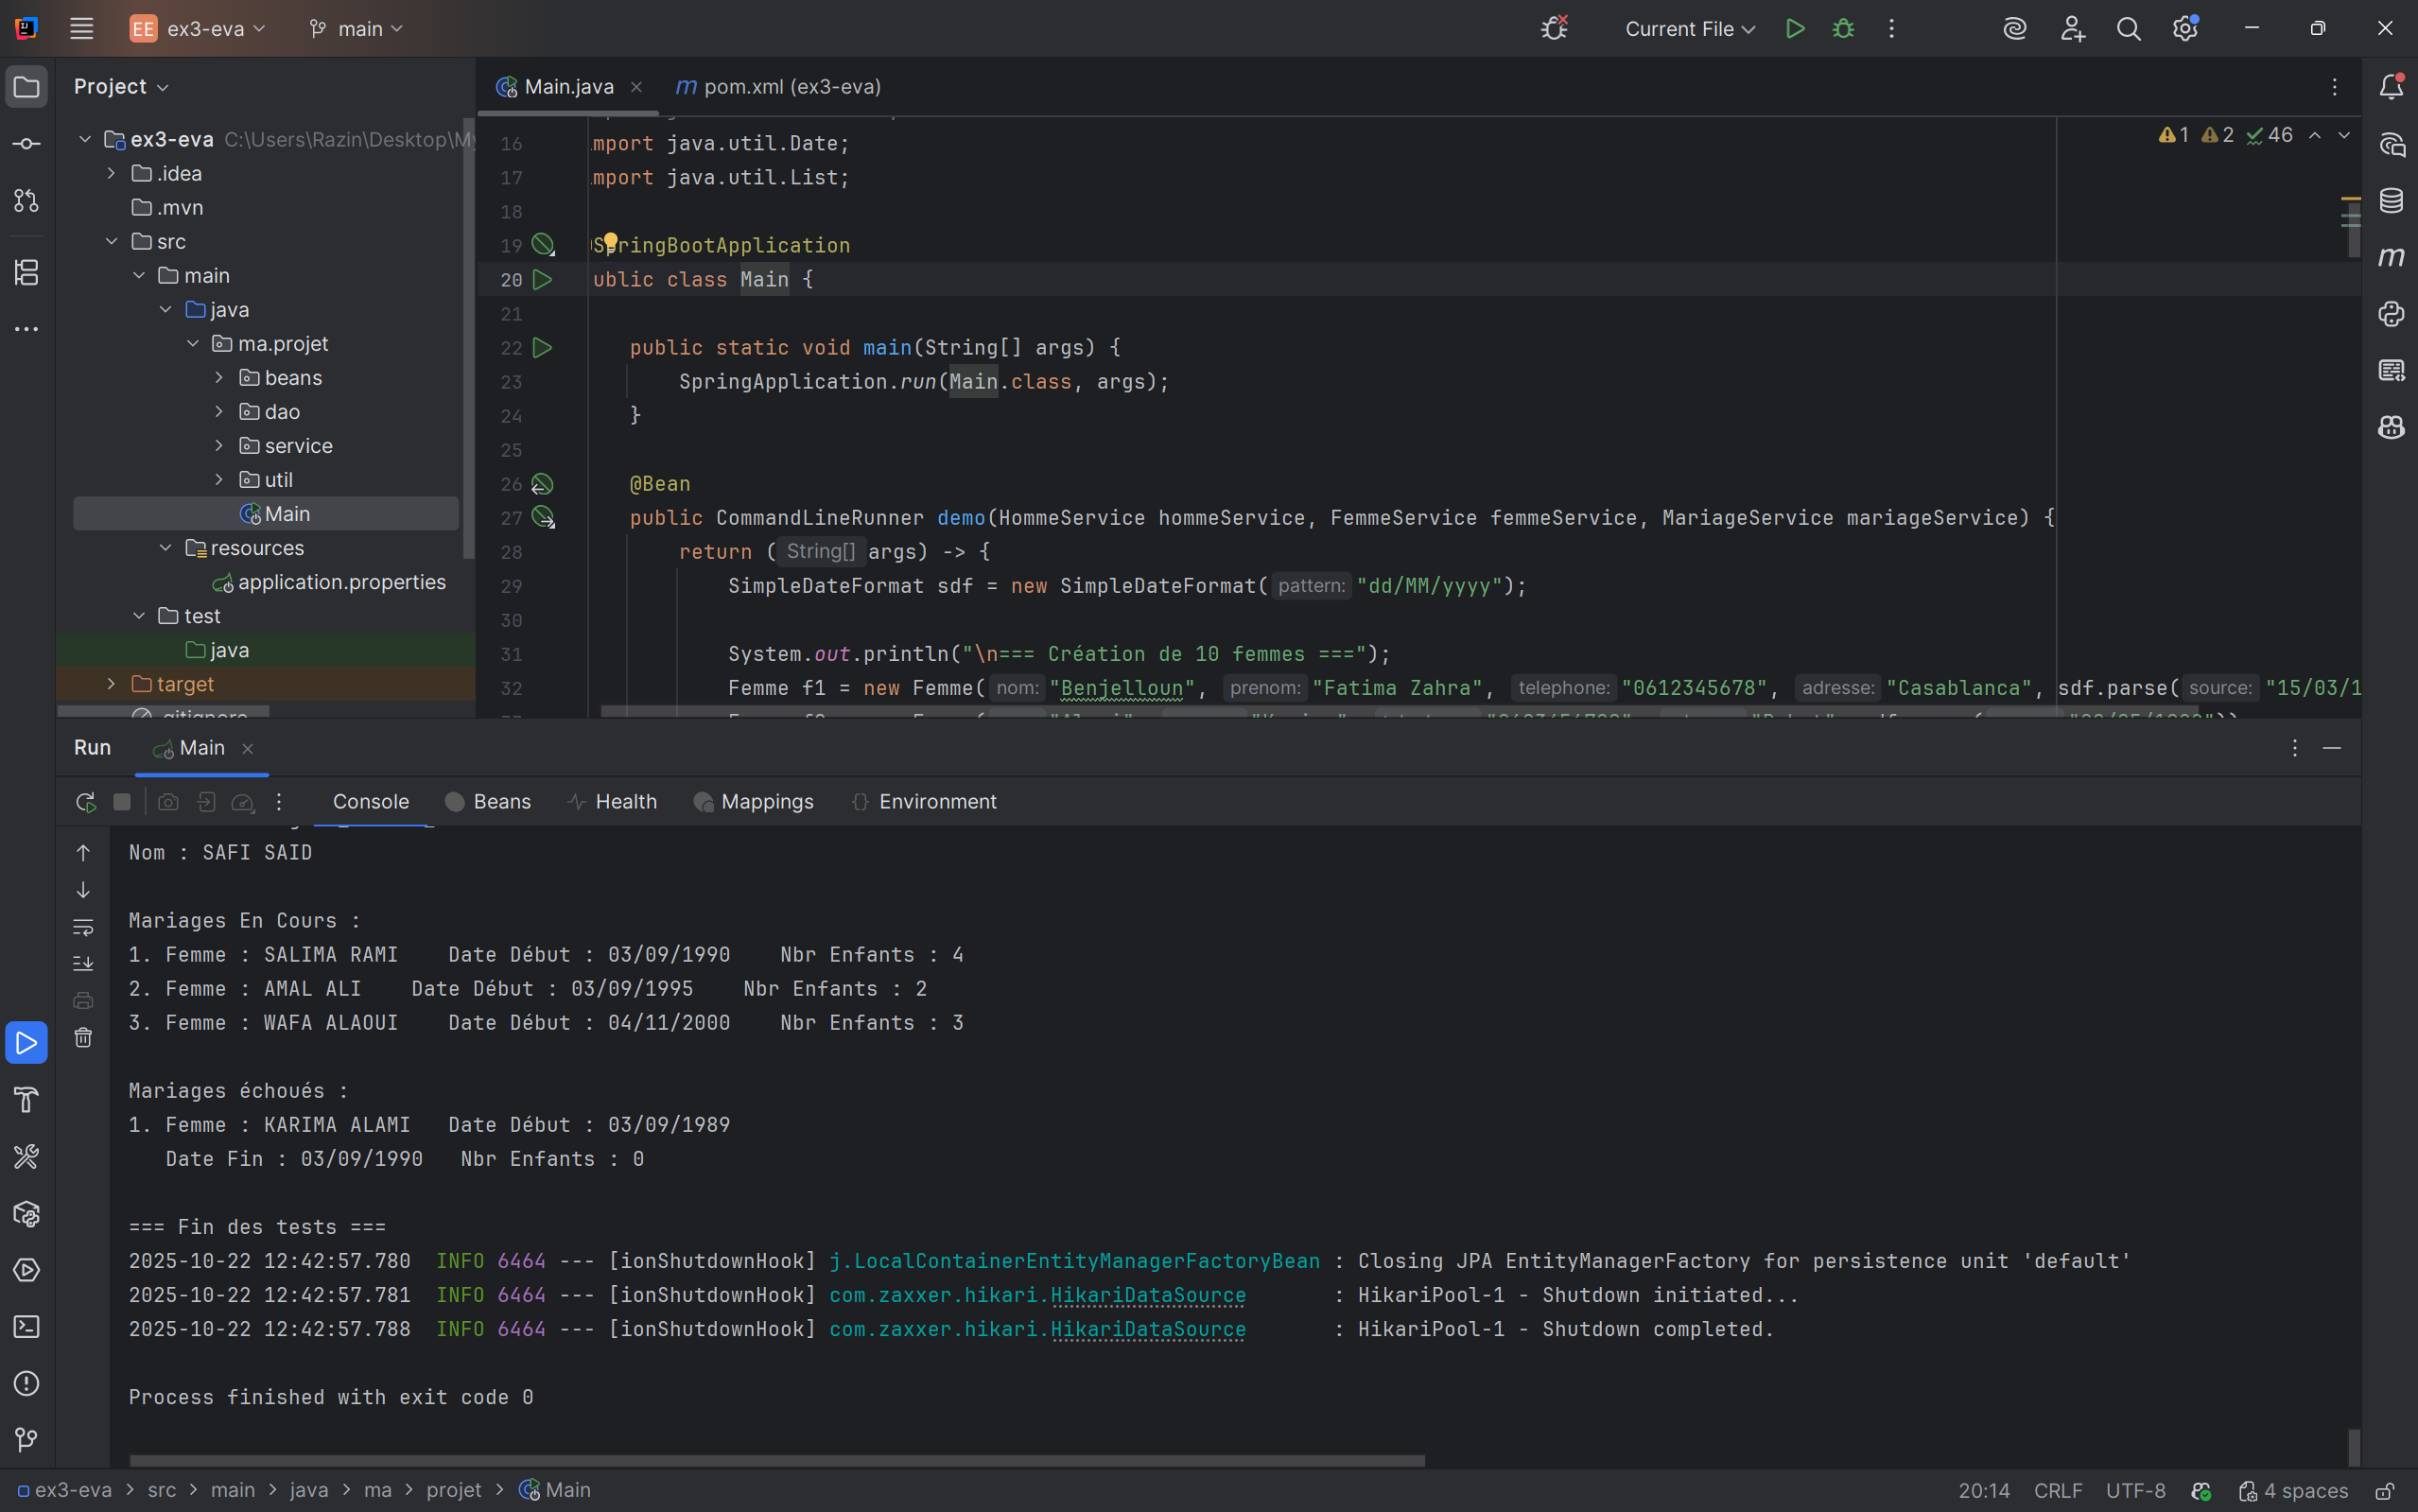 EE ex3-eva main Current File
Project
Main.java pom.xml (ex3-eva)
ex3-eva C:\Users\Razin\Desktop\My
.idea
.mvn
src
main
java
ma.projet
beans
dao
service
util
Main
resources
application.properties
test
java
target
.gitignore
1 2 46
16 mport java.util.Date;
17 mport java.util.List;
18
19 SpringBootApplication
20 ublic class Main {
21
22 public static void main(String[] args) {
23 SpringApplication.run(Main.class, args);
24 }
25
26 @Bean
27 public CommandLineRunner demo(HommeService hommeService, FemmeService femmeService, MariageService mariageService) {
28 return (String[] args) -> {
29 SimpleDateFormat sdf = new SimpleDateFormat( pattern: "dd/MM/yyyy");
30
31 System.out.println("\n=== Création de 10 femmes ===");
32 Femme f1 = new Femme( nom: "Benjelloun", prenom: "Fatima Zahra", telephone: "0612345678", adresse: "Casablanca", sdf.parse( source: "15/03/1
Run Main
Console Beans Health Mappings Environment
Nom : SAFI SAID
Mariages En Cours :
1. Femme : SALIMA RAMI Date Début : 03/09/1990 Nbr Enfants : 4
2. Femme : AMAL ALI Date Début : 03/09/1995 Nbr Enfants : 2
3. Femme : WAFA ALAOUI Date Début : 04/11/2000 Nbr Enfants : 3
Mariages échoués :
1. Femme : KARIMA ALAMI Date Début : 03/09/1989
Date Fin : 03/09/1990 Nbr Enfants : 0
=== Fin des tests ===
2025-10-22 12:42:57.780 INFO 6464 --- [ionShutdownHook] j.LocalContainerEntityManagerFactoryBean : Closing JPA EntityManagerFactory for persistence unit 'default'
2025-10-22 12:42:57.781 INFO 6464 --- [ionShutdownHook] com.zaxxer.hikari.HikariDataSource : HikariPool-1 - Shutdown initiated...
2025-10-22 12:42:57.788 INFO 6464 --- [ionShutdownHook] com.zaxxer.hikari.HikariDataSource : HikariPool-1 - Shutdown completed.
Process finished with exit code 0
ex3-eva > src > main > java > ma > projet > Main
20:14 CRLF UTF-8 4 spaces